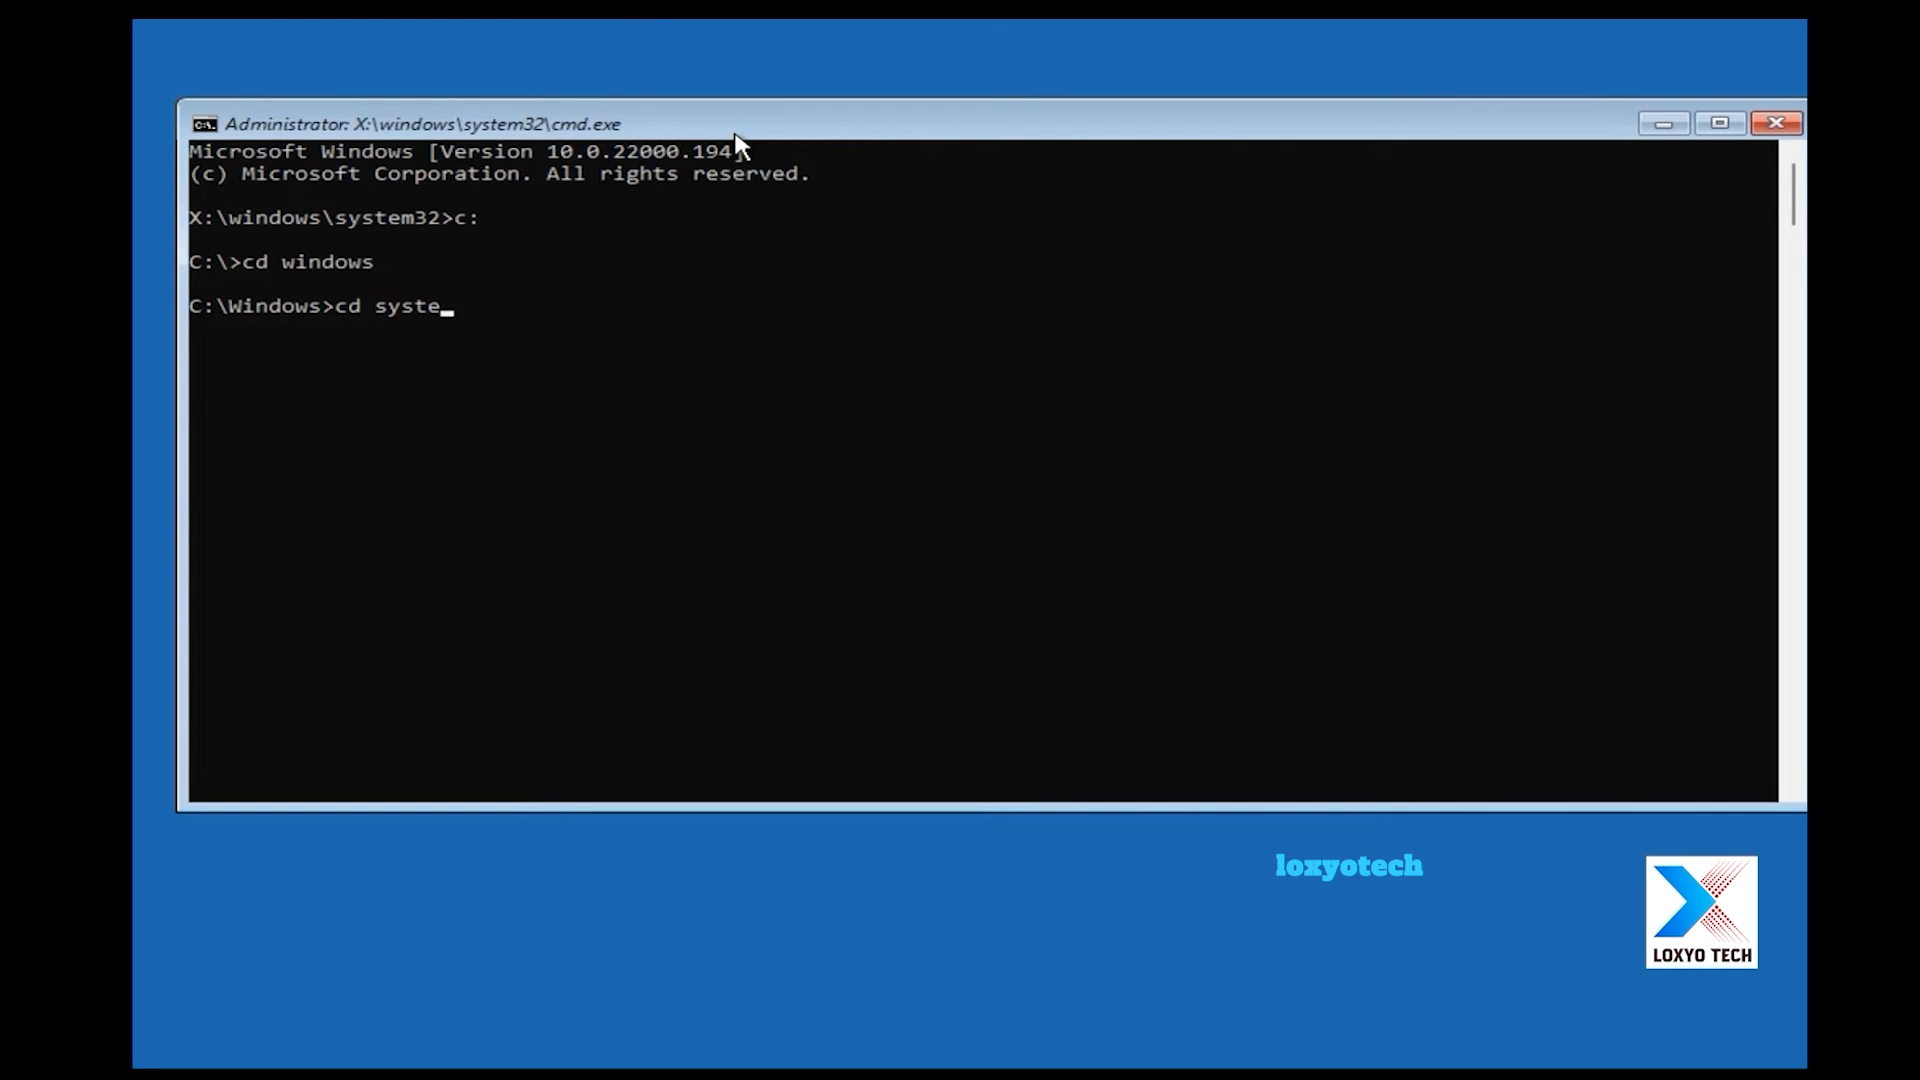 Administrator: X:\windows\system32\cmd.exe
Microsoft Windows [Version 10.0.22000.194]
(c) Microsoft Corporation. All rights reserved.
X:\windows\system32>c:
C:\>cd windows
C:\Windows>cd syste
loxyotech
LOXYO TECH